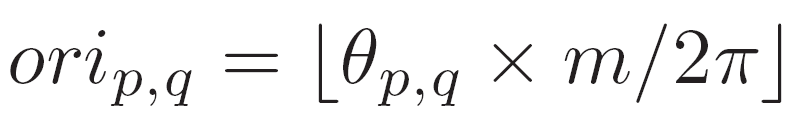 ori_{p,q} = ⌊θ_{p,q} × m/2π⌋